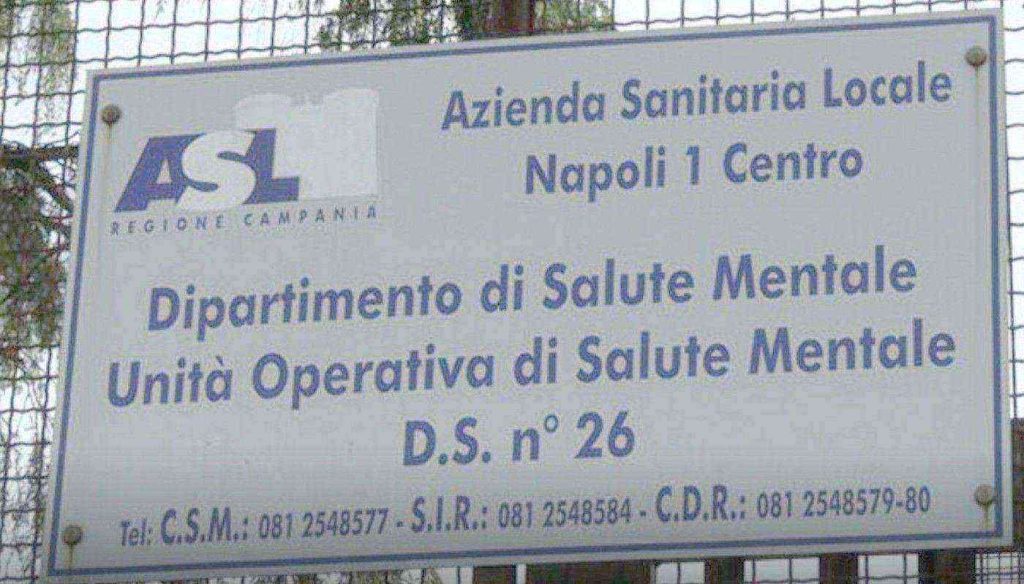 Azienda Sanitaria Locale
Napoli 1 Centro
ASL
REGIONE CAMPANIA
Dipartimento di Salute Mentale
Unità Operativa di Salute Mentale
D.S. n° 26
Tel: C.S.M.: 081 2548577 - S.I.R.: 081 2548584 - C.D.R.: 081 2548579-80